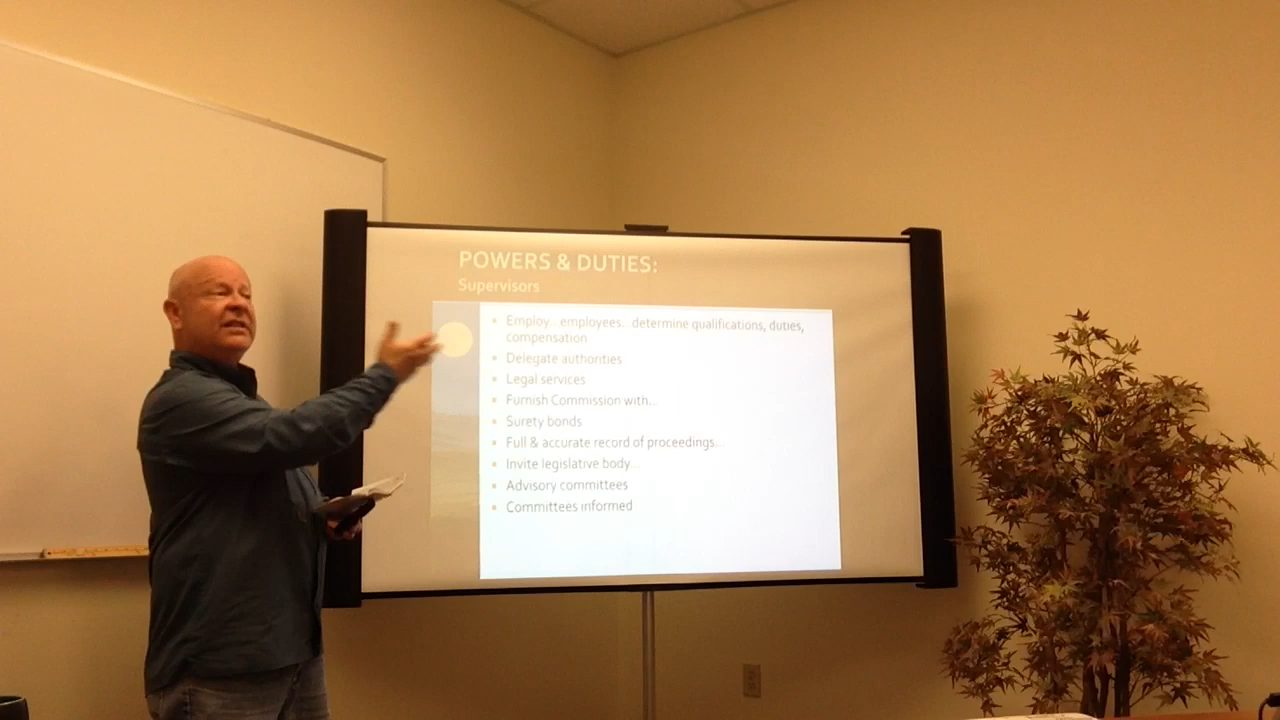 POWERS & DUTIES:
Supervisors
Employ...employees...determine qualifications, duties,
compensation
Delegate authorities
Legal services
Furnish Commission with...
Surety bonds
Full & accurate record of proceedings...
Invite legislative body...
Advisory committees
Committees informed